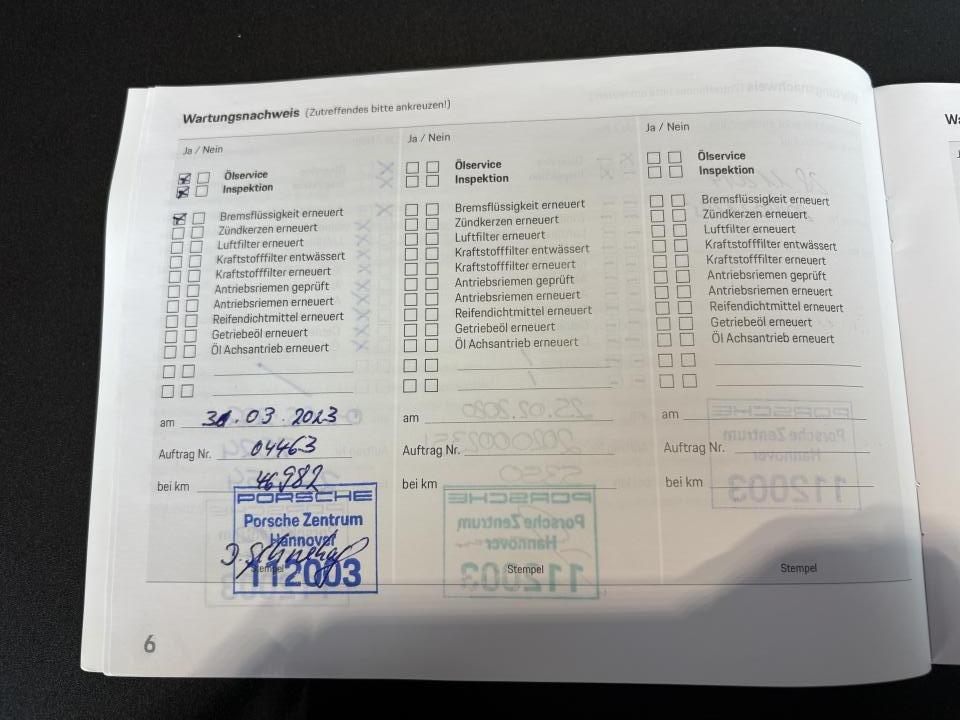 Wartungsnachweis (Zutreffendes bitte ankreuzen!)
Ja / Nein
Ölservice
Inspektion
Bremsflüssigkeit erneuert
Zündkerzen erneuert
Luftfilter erneuert
Kraftstofffilter entwässert
Kraftstofffilter erneuert
Antriebsriemen geprüft
Antriebsriemen erneuert
Reifendichtmittel erneuert
Getriebeöl erneuert
Öl Achsantrieb erneuert
am 31.03.2023
Auftrag Nr. 04463
bei km 46982
PORSCHE
Porsche Zentrum
Hannover
112003
Stempel
Ja / Nein
Ölservice
Inspektion
Bremsflüssigkeit erneuert
Zündkerzen erneuert
Luftfilter erneuert
Kraftstofffilter entwässert
Kraftstofffilter erneuert
Antriebsriemen geprüft
Antriebsriemen erneuert
Reifendichtmittel erneuert
Getriebeöl erneuert
Öl Achsantrieb erneuert
am
Auftrag Nr.
bei km
Stempel
Ja / Nein
Ölservice
Inspektion
Bremsflüssigkeit erneuert
Zündkerzen erneuert
Luftfilter erneuert
Kraftstofffilter entwässert
Kraftstofffilter erneuert
Antriebsriemen geprüft
Antriebsriemen erneuert
Reifendichtmittel erneuert
Getriebeöl erneuert
Öl Achsantrieb erneuert
am
Auftrag Nr.
bei km
Stempel
6